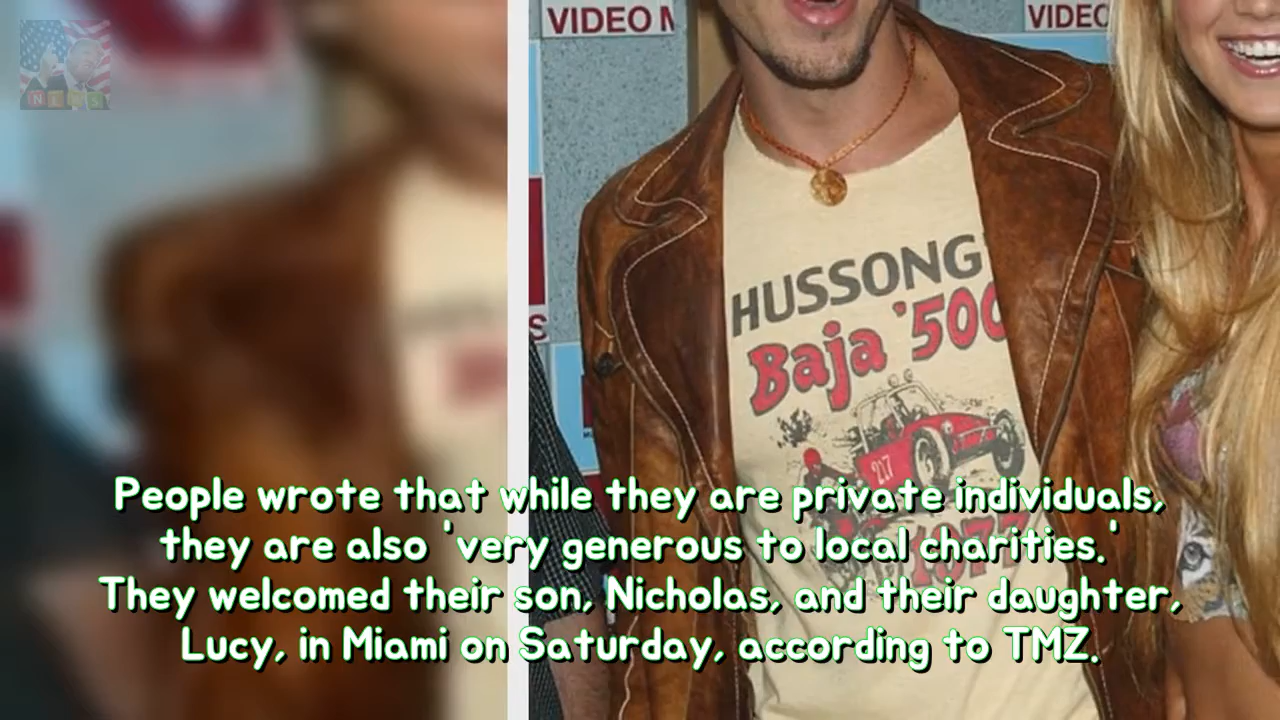 VIDEO M
VIDEO
HUSSONG'
Baja '500
217
1977
People wrote that while they are private individuals,
they are also 'very generous to local charities.'
They welcomed their son, Nicholas, and their daughter,
Lucy, in Miami on Saturday, according to TMZ.
NEWS